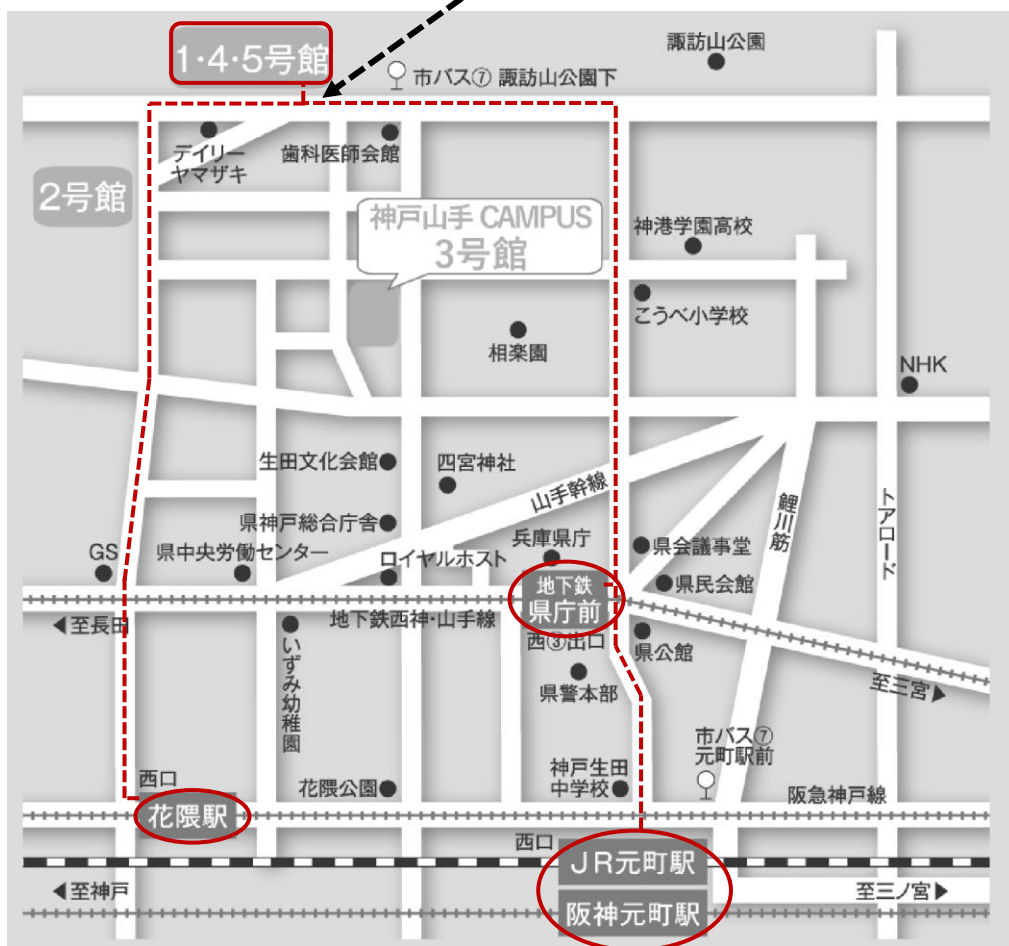 1・4・5号館
諏訪山公園
市バス⑦ 諏訪山公園下
デイリー
ヤマザキ
歯科医師会館
2号館
神戸山手 CAMPUS
3号館
神港学園高校
こうべ小学校
相楽園
NHK
生田文化会館
四宮神社
山手幹線
鯉川筋
トアロード
県神戸総合庁舎
兵庫県庁
県会議事堂
GS
県中央労働センター
ロイヤルホスト
地下鉄
県庁前
県民会館
◀至長田
地下鉄西神・山手線
西③出口
県公館
いずみ幼稚園
県警本部
至三宮▶
市バス⑦
元町駅前
西口
花隈公園
神戸生田
中学校
阪急神戸線
花隈駅
西口
JR元町駅
◀至神戸
至三ノ宮▶
阪神元町駅